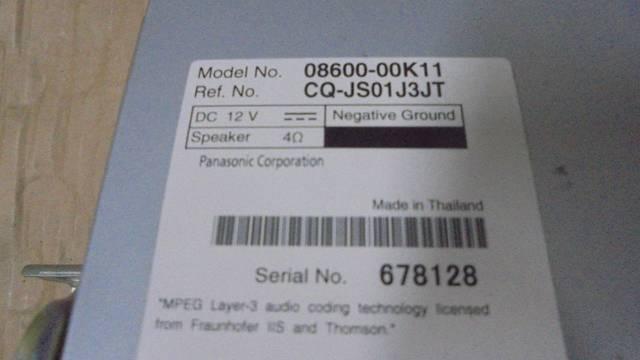 Model No. 08600-00K11
Ref. No. CQ-JS01J3JT
DC 12 V Negative Ground
Speaker 4Ω
Panasonic Corporation
Made in Thailand
Serial No. 678128
"MPEG Layer-3 audio coding technology licensed
from Fraunhofer IIS and Thomson."